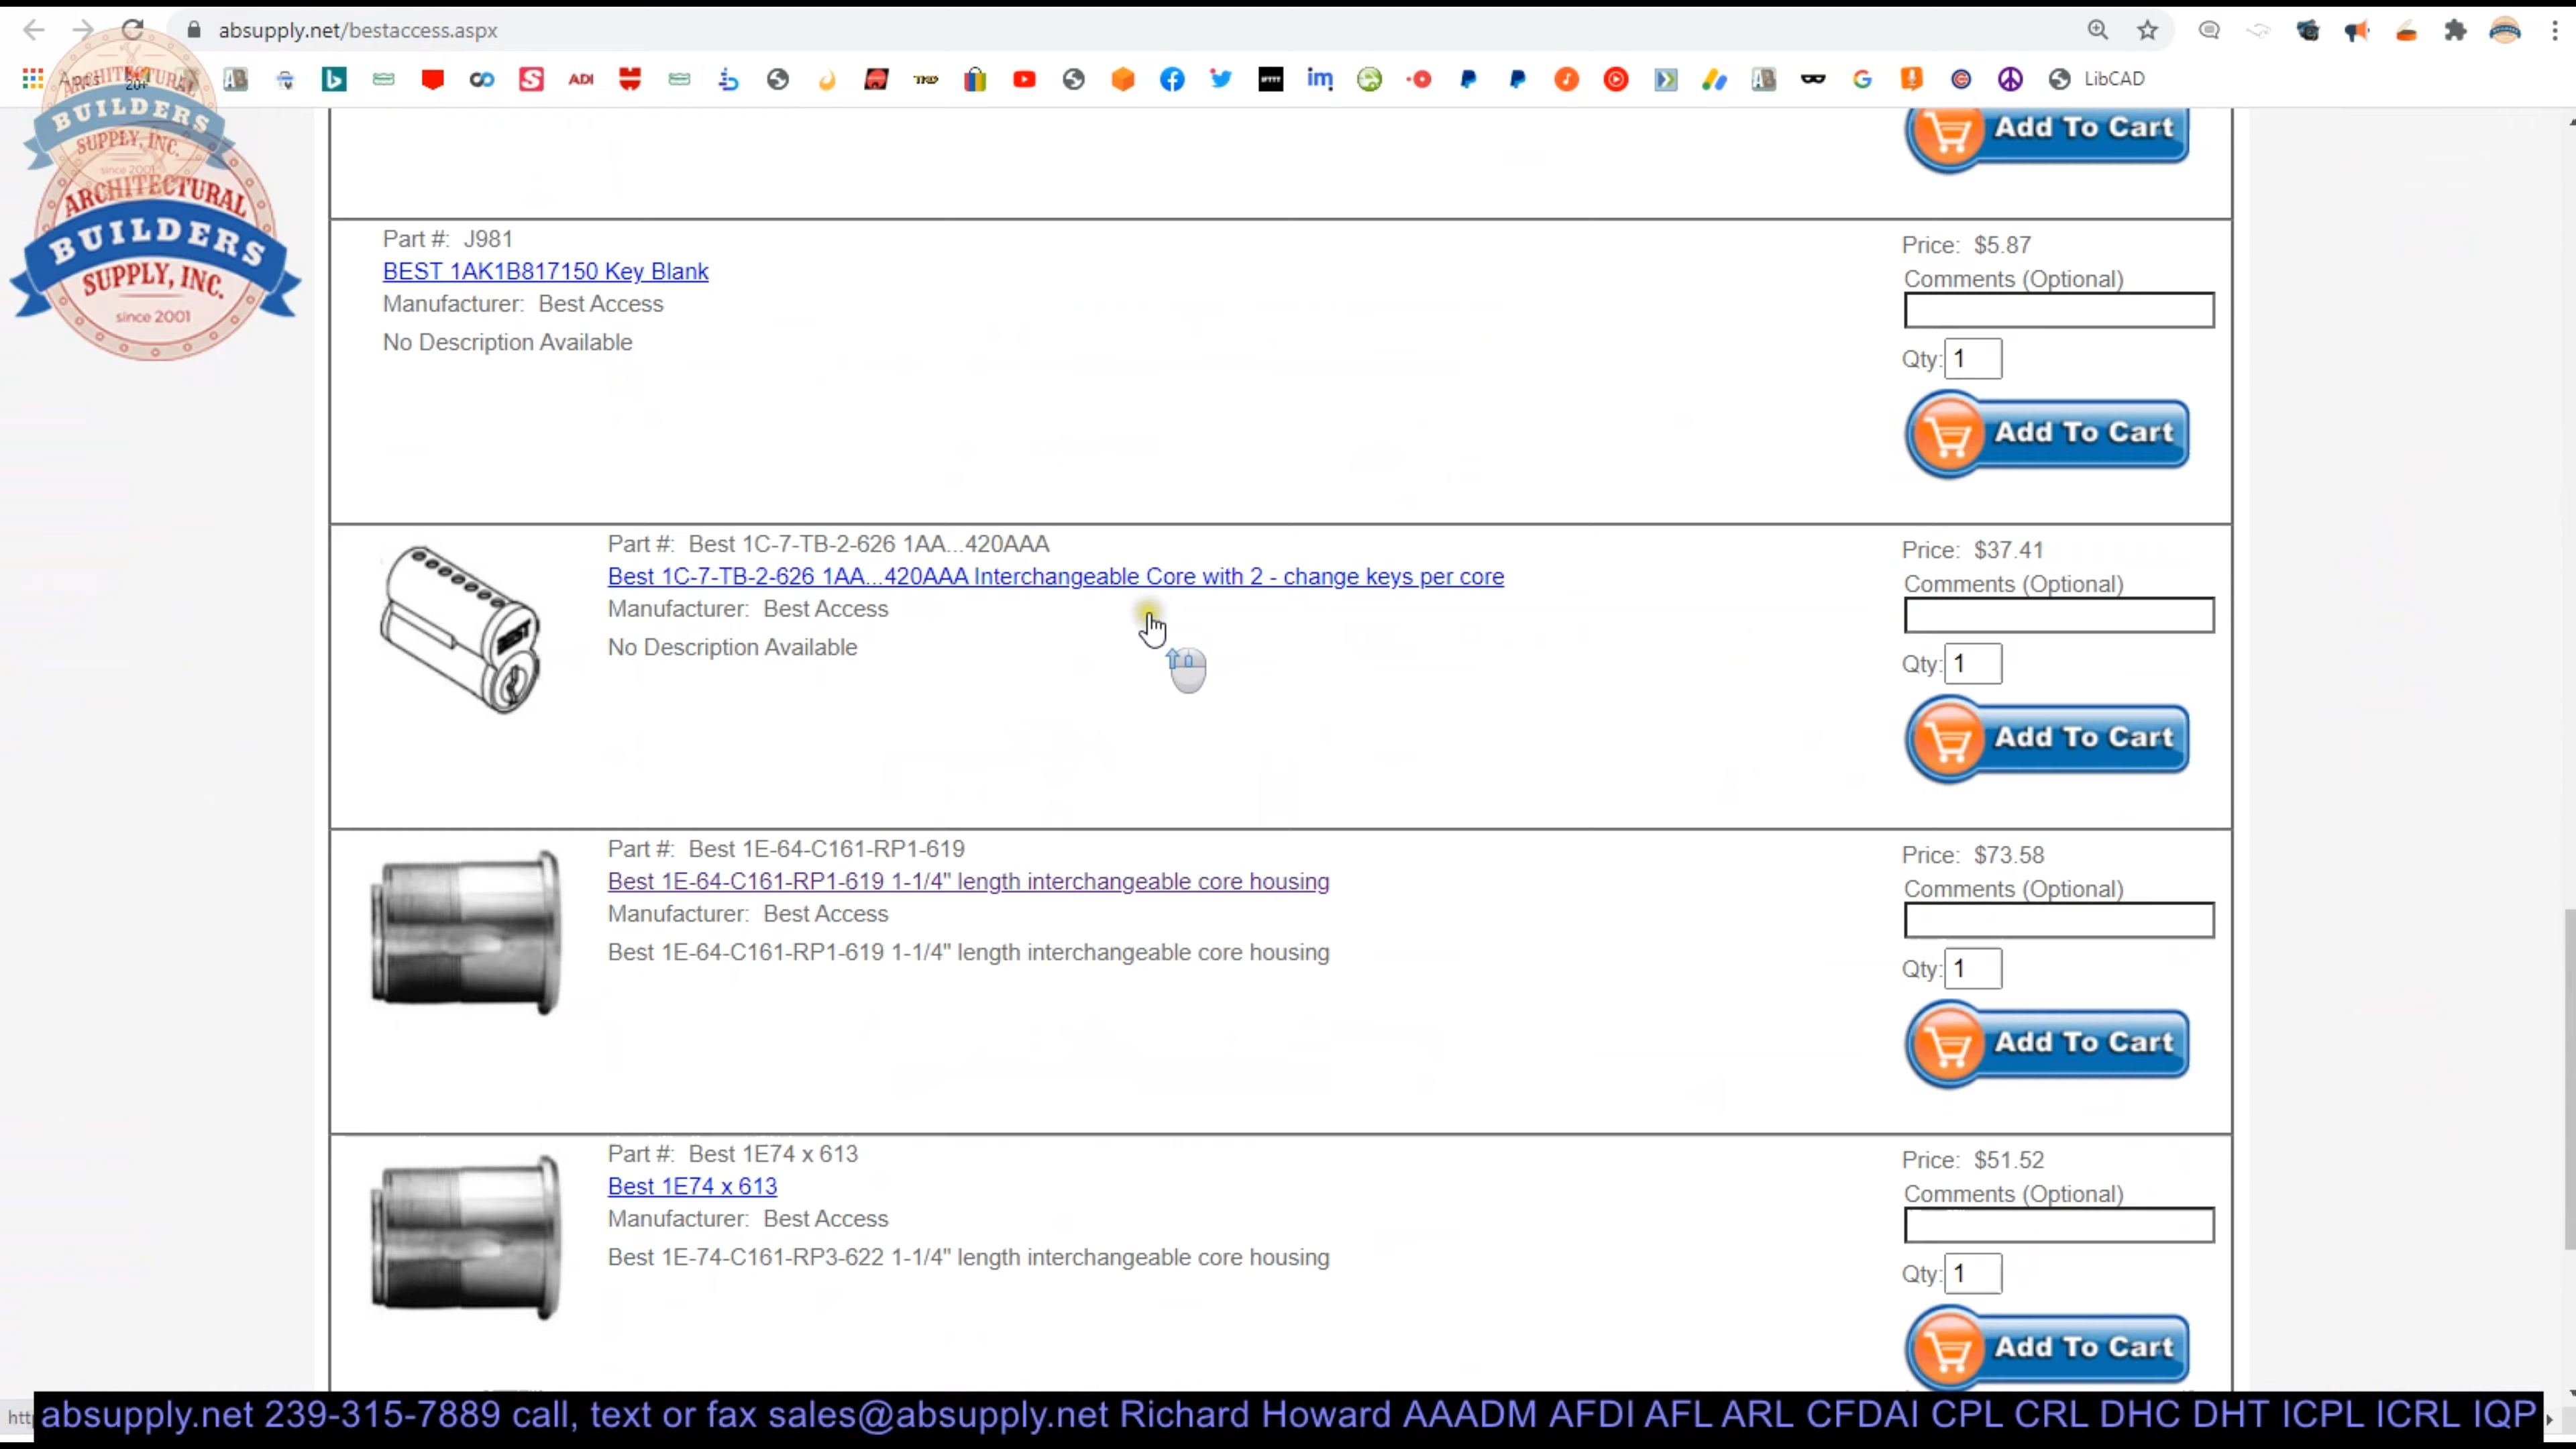 absupply.net/bestaccess.aspx
Apps
20+
ADI
im
LibCAD
ARCHITECTURAL
BUILDERS
SUPPLY, INC.
since 2001
ARCHITECTURAL
BUILDERS
SUPPLY, INC.
since 2001
Add To Cart
Part #: J981
BEST 1AK1B817150 Key Blank
Manufacturer: Best Access
No Description Available
Price: $5.87
Comments (Optional)
Qty: 1
Add To Cart
Part #: Best 1C-7-TB-2-626 1AA...420AAA
Best 1C-7-TB-2-626 1AA...420AAA Interchangeable Core with 2 - change keys per core
Manufacturer: Best Access
No Description Available
BEST
Price: $37.41
Comments (Optional)
Qty: 1
Add To Cart
Part #: Best 1E-64-C161-RP1-619
Best 1E-64-C161-RP1-619 1-1/4" length interchangeable core housing
Manufacturer: Best Access
Best 1E-64-C161-RP1-619 1-1/4" length interchangeable core housing
Price: $73.58
Comments (Optional)
Qty: 1
Add To Cart
Part #: Best 1E74 x 613
Best 1E74 x 613
Manufacturer: Best Access
Best 1E-74-C161-RP3-622 1-1/4" length interchangeable core housing
Price: $51.52
Comments (Optional)
Qty: 1
Add To Cart
absupply.net 239-315-7889 call, text or fax sales@absupply.net Richard Howard AAADM AFDI AFL ARL CFDAI CPL CRL DHC DHT ICPL ICRL IQP